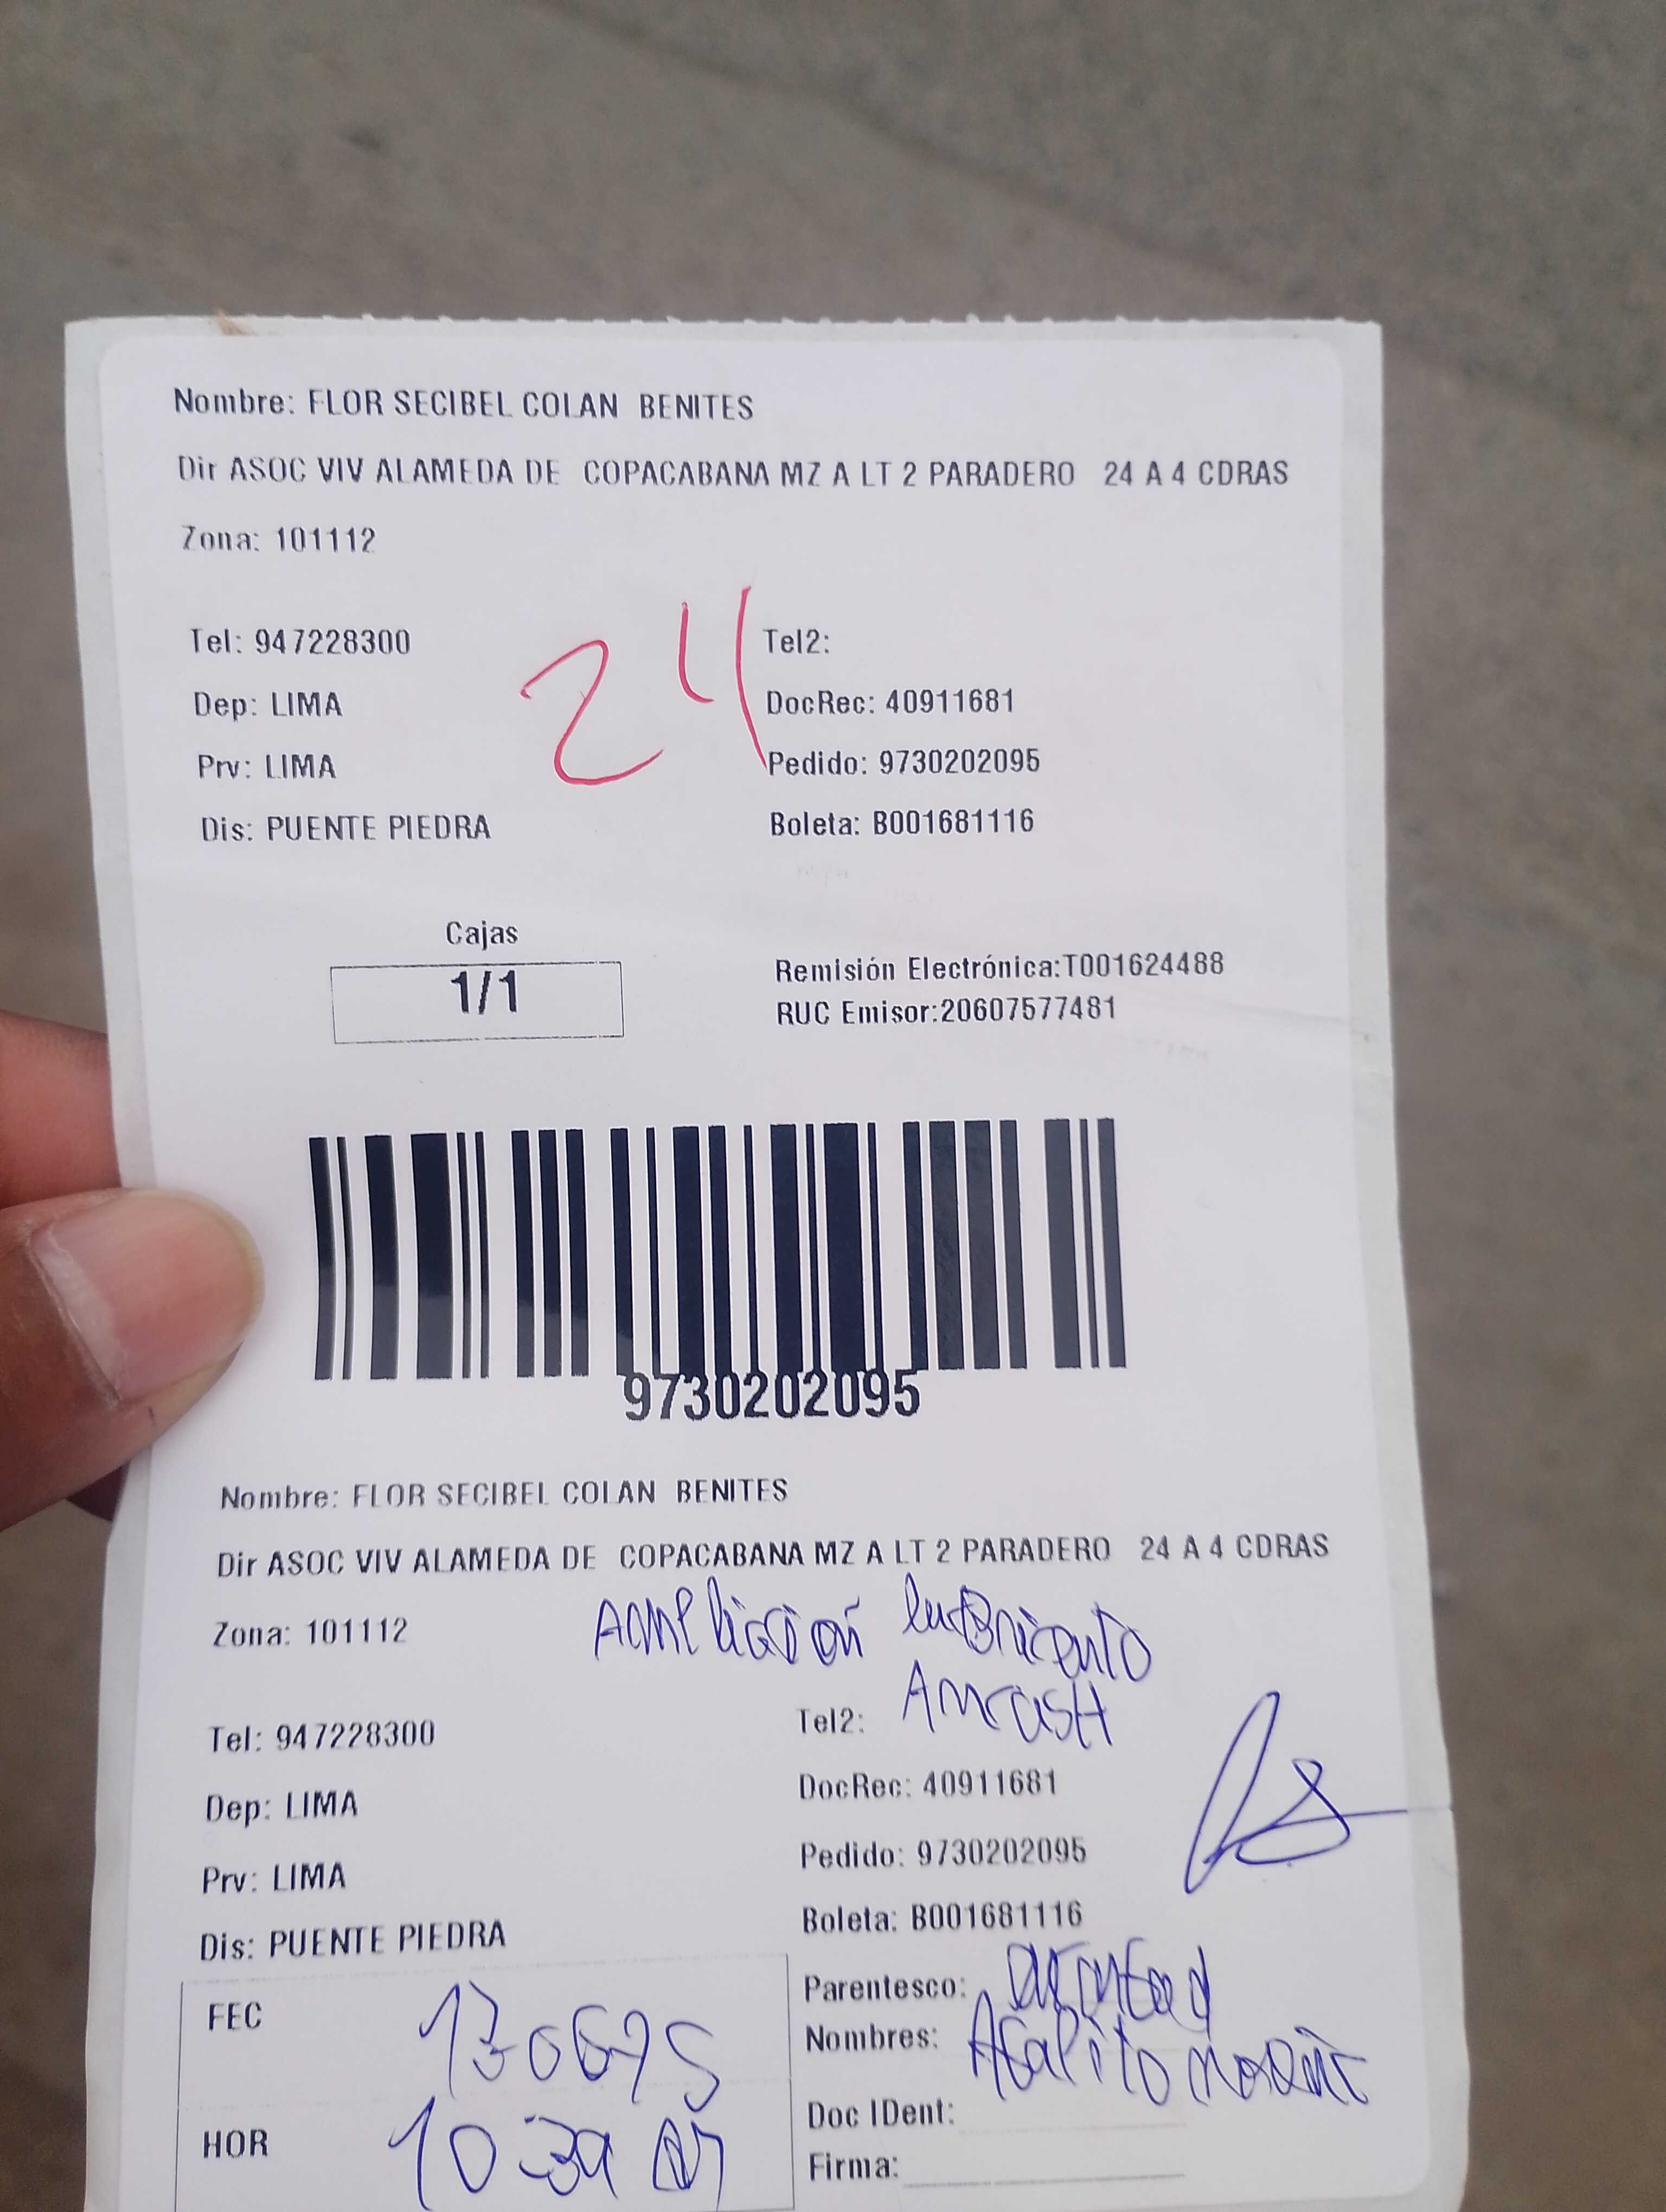 Nombre: FLOR SECIBEL COLAN BENITES
Dir ASOC VIV ALAMEDA DE COPACABANA MZ A LT 2 PARADERO 24 A 4 CDRAS
Zona: 101112
24
Tel: 947228300 Tel2:
Dep: LIMA DocRec: 40911681
Prv: LIMA Pedido: 9730202095
Dis: PUENTE PIEDRA Boleta: B001681116
Cajas
1/1
Remisión Electrónica:T001624488
RUC Emisor:20607577481
9730202095
Nombre: FLOR SECIBEL COLAN BENITES
Dir ASOC VIV ALAMEDA DE COPACABANA MZ A LT 2 PARADERO 24 A 4 CDRAS
Zona: 101112 Ampliación
Tel: 947228300 Tel2:
Dep: LIMA DocRec: 40911681
Prv: LIMA Pedido: 9730202095
Dis: PUENTE PIEDRA Boleta: B001681116
FEC Parentesco:
Nombres:
HOR Doc IDent:
Firma: